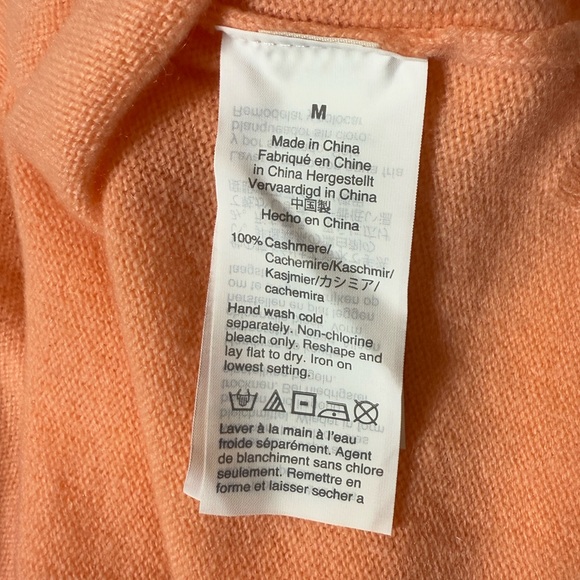 M
Made in China
Fabriqué en Chine
in China Hergestellt
Vervaardigd in China
中国製
Hecho en China
100% Cashmere/
Cachemire/Kaschmir/
Kasjmier/カシミア/
cachemira
Hand wash cold
separately. Non-chlorine
bleach only. Reshape and
lay flat to dry. Iron on
lowest setting.
Laver à la main à l'eau
froide séparément. Agent
de blanchiment sans chlore
seulement. Remettre en
forme et laisser secher a